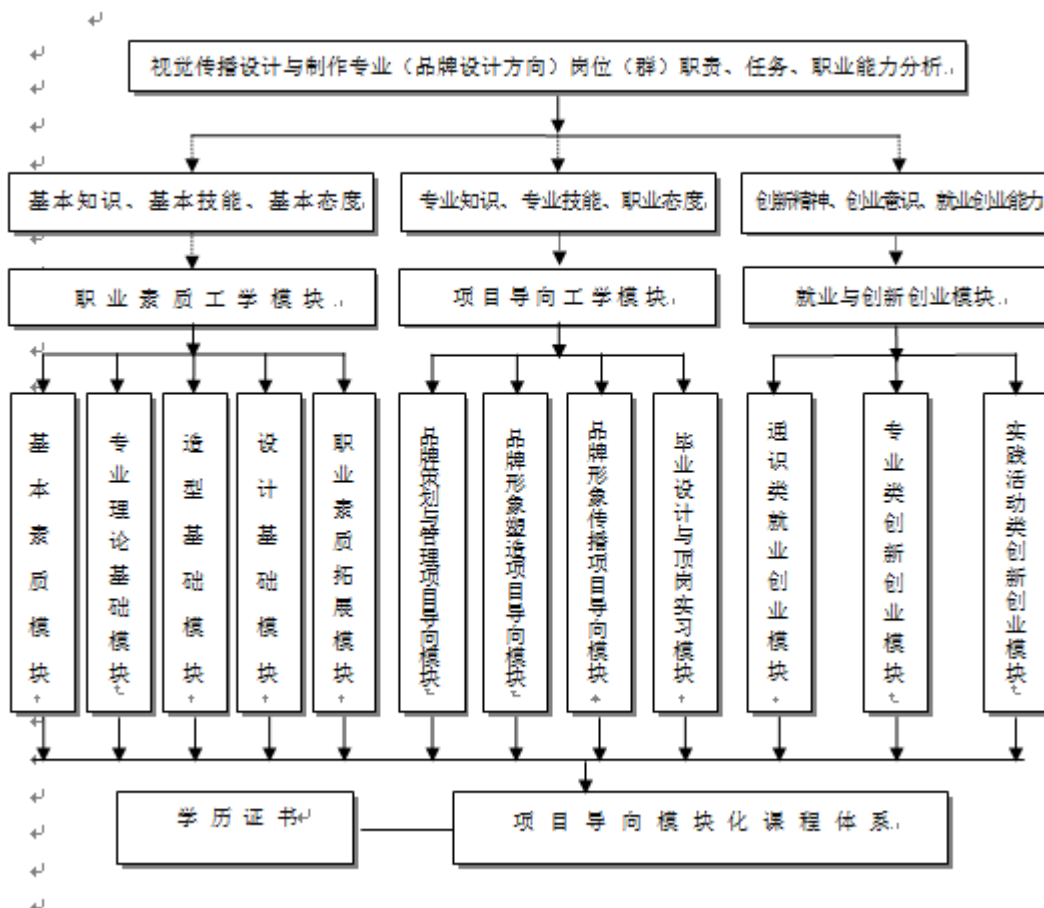 视觉传播设计与制作专业（品牌设计方向）岗位（群）职责、任务、职业能力分析
基本知识、基本技能、基本态度
专业知识、专业技能、职业态度
创新精神、创业意识、就业创业能力
职业素质工学模块
项目导向工学模块
就业与创新创业模块
基本素质模块
专业理论基础模块
造型基础模块
设计基础模块
职业素质拓展模块
品牌策划与管理项目导向模块
品牌形象塑造项目导向模块
品牌形象传播项目导向模块
毕业设计与顶岗实习模块
通识类就业创业模块
专业类创新创业模块
实践活动类创新创业模块
学历证书
项目导向模块化课程体系